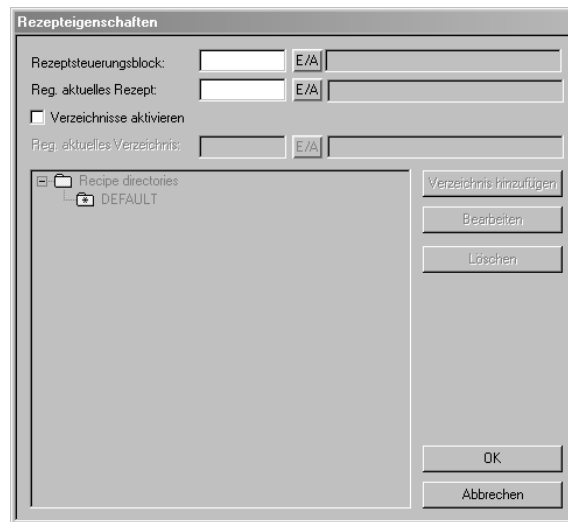 Rezepteigenschaften
Rezeptsteuerungsblock: E/A
Reg. aktuelles Rezept: E/A
Verzeichnisse aktivieren
Reg. aktuelles Verzeichnis: E/A
Recipe directories
DEFAULT
Verzeichnis hinzufügen
Bearbeiten
Löschen
OK
Abbrechen